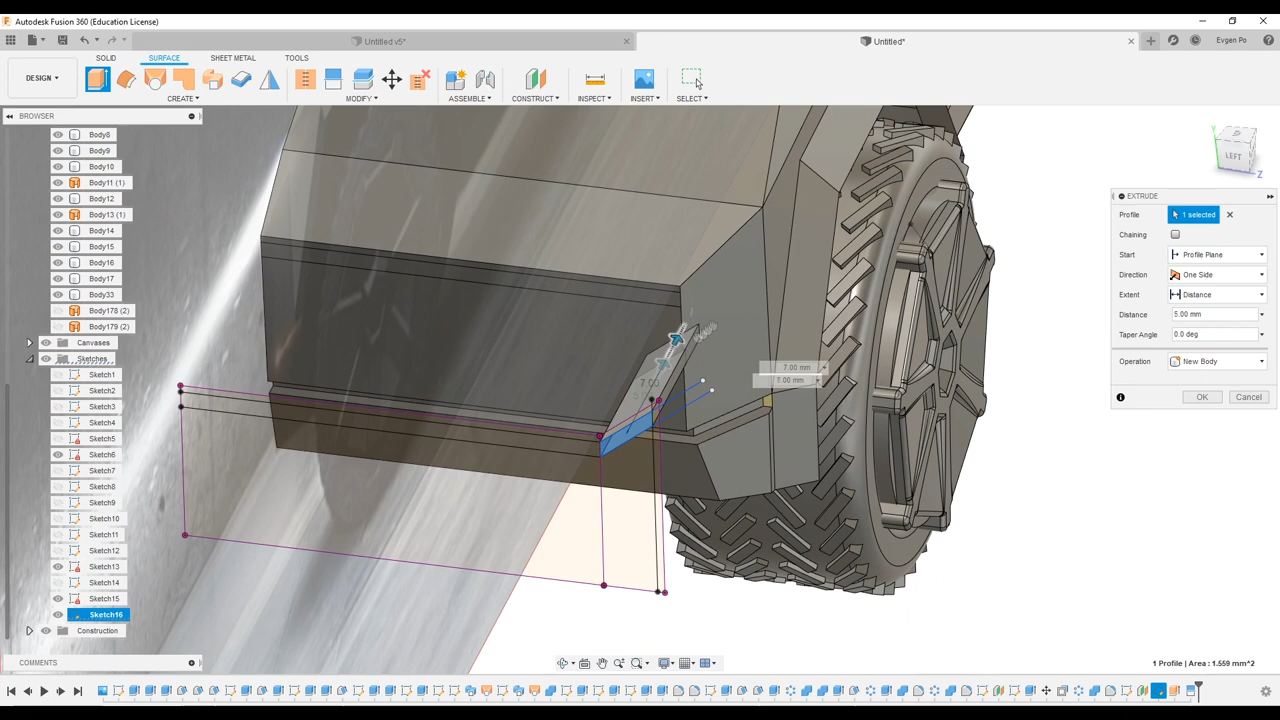 Autodesk Fusion 360 (Education License)
Untitled v5*
Untitled*
Evgen Po
SOLID SURFACE SHEET METAL TOOLS
DESIGN
CREATE MODIFY ASSEMBLE CONSTRUCT INSPECT INSERT SELECT
BROWSER
Body8
Body9
Body10
Body11 (1)
Body12
Body13 (1)
Body14
Body15
Body16
Body17
Body33
Body178 (2)
Body179 (2)
Canvases
Sketches
Sketch1
Sketch2
Sketch3
Sketch4
Sketch5
Sketch6
Sketch7
Sketch8
Sketch9
Sketch10
Sketch11
Sketch12
Sketch13
Sketch14
Sketch15
Sketch16
Construction
COMMENTS
LEFT
Z
EXTRUDE
Profile 1 selected
Chaining
Start Profile Plane
Direction One Side
Extent Distance
Distance 5.00 mm
Taper Angle 0.0 deg
Operation New Body
OK Cancel
7.00 mm
7.00
1 Profile | Area : 1.559 mm^2